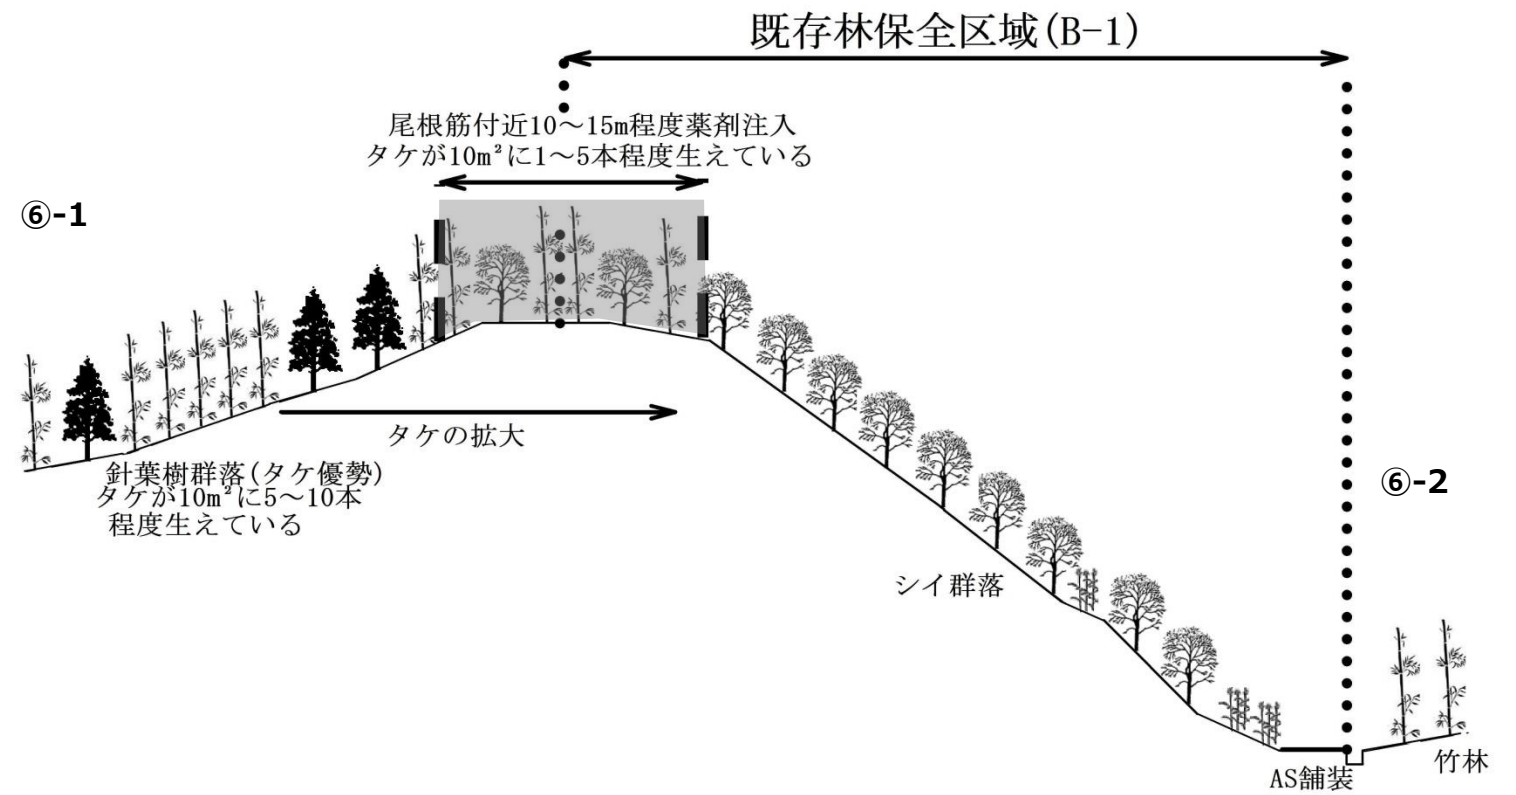 既存林保全区域(B-1)
尾根筋付近10～15m程度薬剤注入
タケが10m²に1～5本程度生えている
⑥-1
タケの拡大
針葉樹群落(タケ優勢)
タケが10m²に5～10本
程度生えている
⑥-2
シイ群落
竹林
AS舗装